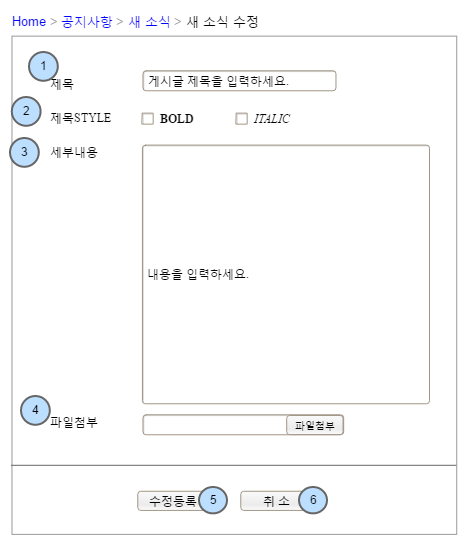 Home > 공지사항 > 새 소식 > 새 소식 수정
1
제목 게시글 제목을 입력하세요.
2 제목STYLE BOLD ITALIC
3 세부내용
내용을 입력하세요.
4
파일첨부 파일첨부
수정등록 5 취 소 6